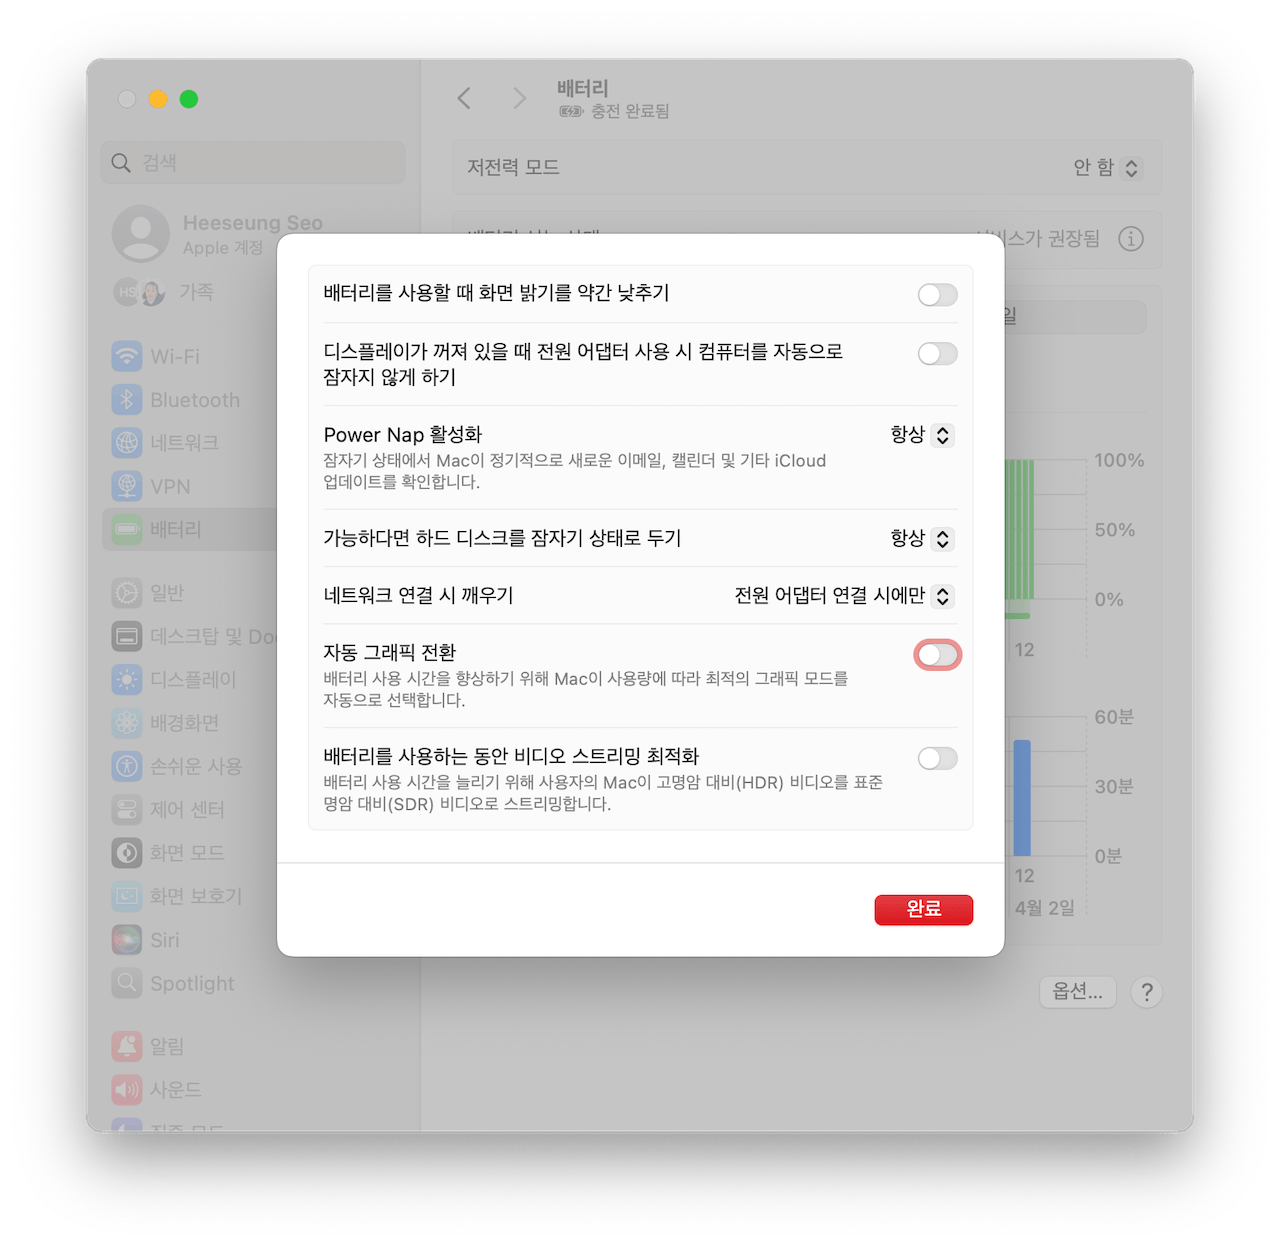 배터리
충전 완료됨
검색
저전력 모드
안 함
Heeseung Seo
Apple 계정
스가 권장됨
HS
가족
일
배터리를 사용할 때 화면 밝기를 약간 낮추기
디스플레이가 꺼져 있을 때 전원 어댑터 사용 시 컴퓨터를 자동으로
잠자지 않게 하기
Power Nap 활성화
항상
잠자기 상태에서 Mac이 정기적으로 새로운 이메일, 캘린더 및 기타 iCloud
업데이트를 확인합니다.
가능하다면 하드 디스크를 잠자기 상태로 두기
항상
네트워크 연결 시 깨우기
전원 어댑터 연결 시에만
자동 그래픽 전환
배터리 사용 시간을 향상하기 위해 Mac이 사용량에 따라 최적의 그래픽 모드를
자동으로 선택합니다.
배터리를 사용하는 동안 비디오 스트리밍 최적화
배터리 사용 시간을 늘리기 위해 사용자의 Mac이 고명암 대비(HDR) 비디오를 표준
명암 대비(SDR) 비디오로 스트리밍합니다.
완료
Wi-Fi
Bluetooth
네트워크
VPN
배터리
일반
데스크탑 및 Do
디스플레이
배경화면
손쉬운 사용
제어 센터
화면 모드
화면 보호기
Siri
Spotlight
알림
사운드
100%
50%
0%
12
60분
30분
0분
12
4월 2일
옵션...
?